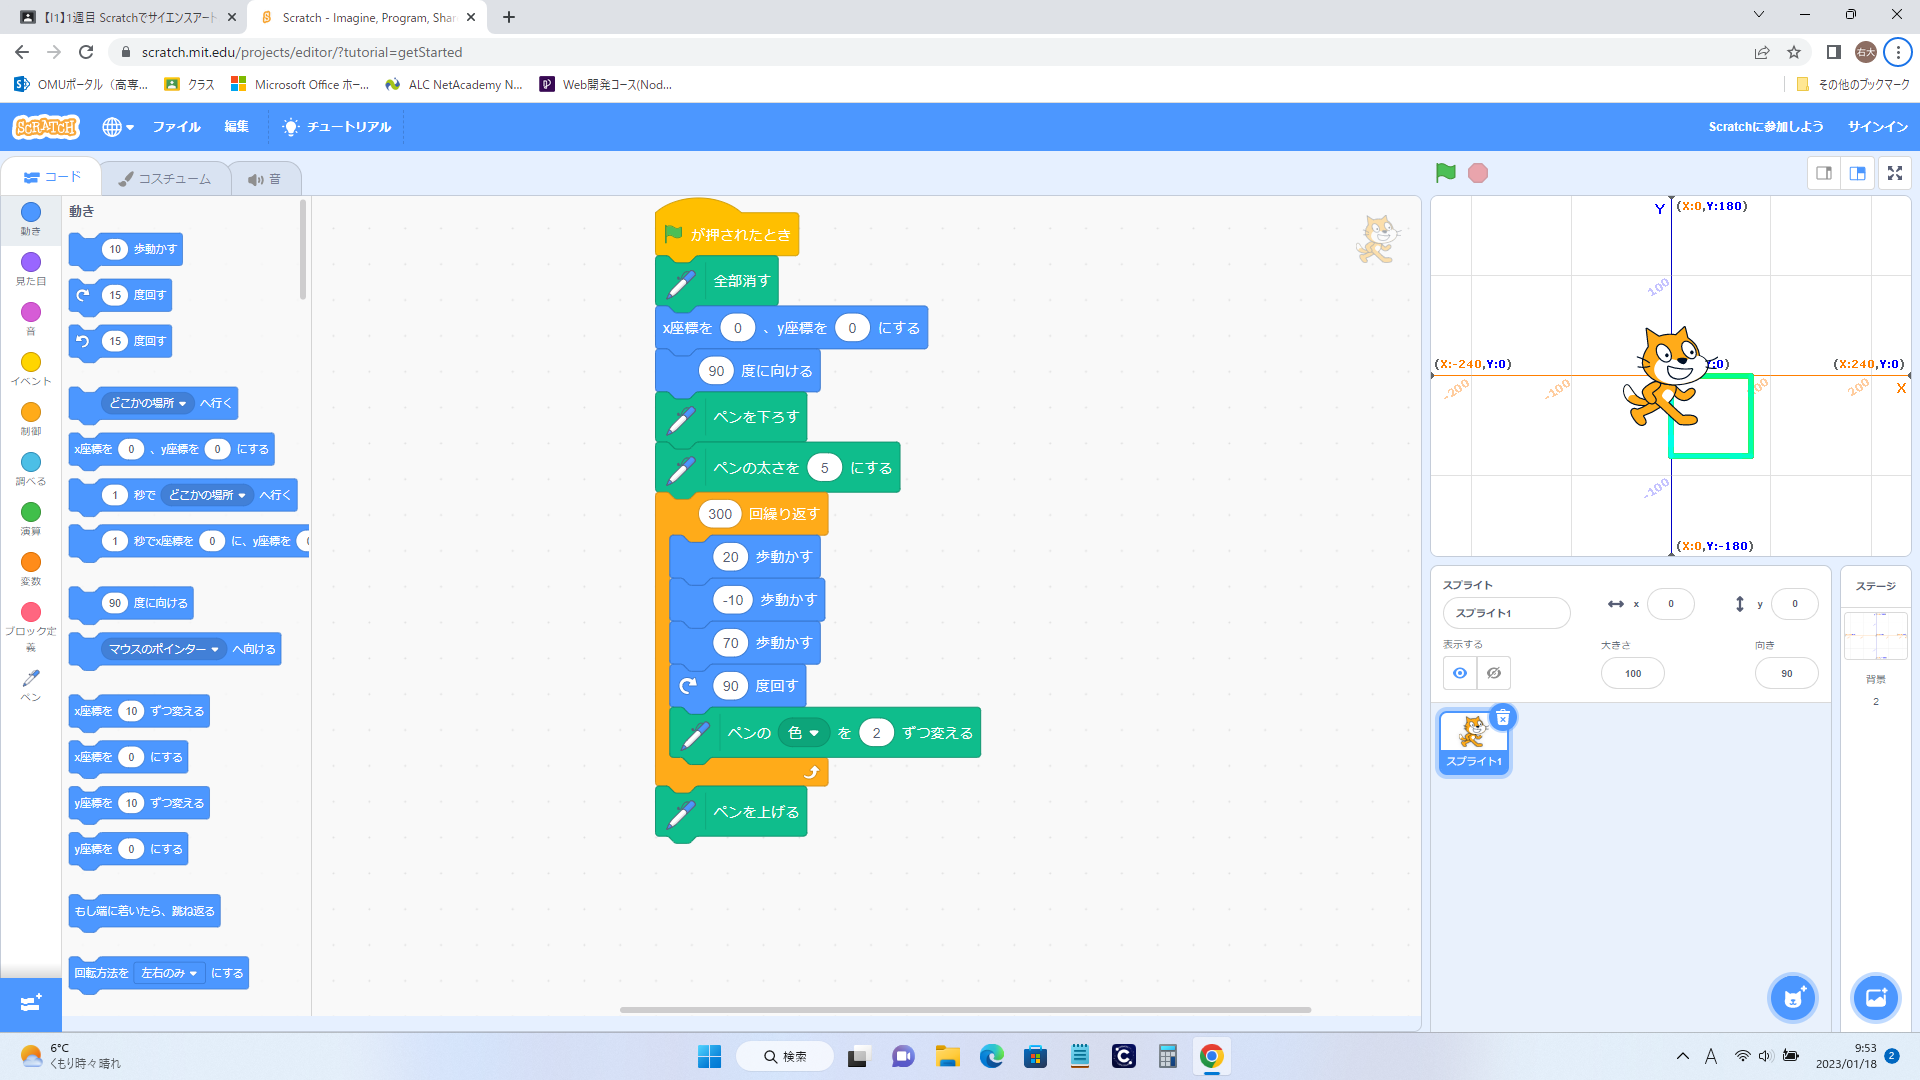 【I1】1週目 Scratchでサイエンスアート
Scratch - Imagine, Program, Shar
scratch.mit.edu/projects/editor/?tutorial=getStarted
右大
OMUポータル（高専...
クラス
Microsoft Office ホー...
ALC NetAcademy N...
Web開発コース(Nod...
その他のブックマーク
SCRATCH
ファイル
編集
チュートリアル
Scratchに参加しよう
サインイン
コード
コスチューム
音
動き
見た目
音
イベント
制御
調べる
演算
変数
ブロック定
義
ペン
動き
10 歩動かす
15 度回す
15 度回す
どこかの場所 へ行く
x座標を 0 、y座標を 0 にする
1 秒で どこかの場所 へ行く
1 秒でx座標を 0 に、y座標を
90 度に向ける
マウスのポインター へ向ける
x座標を 10 ずつ変える
x座標を 0 にする
y座標を 10 ずつ変える
y座標を 0 にする
もし端に着いたら、跳ね返る
回転方法を 左右のみ にする
が押されたとき
全部消す
x座標を 0 、y座標を 0 にする
90 度に向ける
ペンを下ろす
ペンの太さを 5 にする
300 回繰り返す
20 歩動かす
-10 歩動かす
70 歩動かす
90 度回す
ペンの 色 を 2 ずつ変える
ペンを上げる
Y
(X:0,Y:180)
100
(X:-240,Y:0)
:0)
(X:240,Y:0)
-200
-100
200
X
-100
(X:0,Y:-180)
スプライト
スプライト1
x
0
y
0
表示する
大きさ
100
向き
90
スプライト1
ステージ
背景
2
6°C
くもり時々晴れ
検索
A
9:53
2023/01/18
2